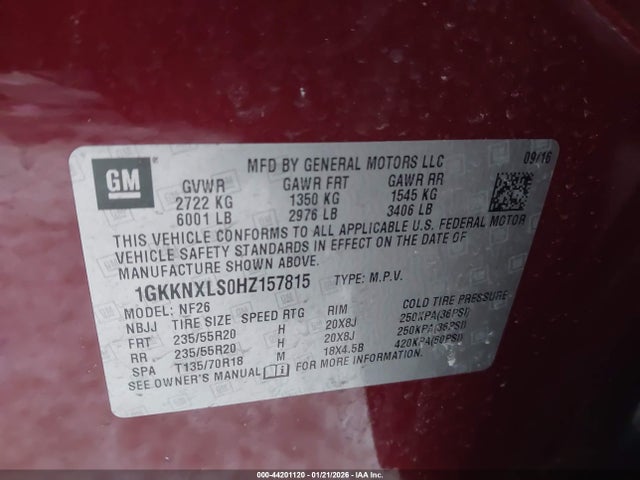 GM
MFD BY GENERAL MOTORS LLC
09/16
GVWR GAWR FRT GAWR RR
2722 KG 1350 KG 1545 KG
6001 LB 2976 LB 3406 LB
THIS VEHICLE CONFORMS TO ALL APPLICABLE U.S. FEDERAL MOTOR
VEHICLE SAFETY STANDARDS IN EFFECT ON THE DATE OF
MANUFACTURE SHOWN ABOVE.
1GKKNXLS0HZ157815 TYPE: M.P.V.
MODEL: NF26
NBJJ TIRE SIZE SPEED RTG RIM COLD TIRE PRESSURE
FRT 235/55R20 H 20X8J 250KPA(36PSI)
RR 235/55R20 H 20X8J 250KPA(36PSI)
SPA T135/70R18 M 18X4.5B 420KPA(60PSI)
SEE OWNER'S MANUAL FOR MORE INFORMATION.
000-44201120 - 01/21/2026 - IAA Inc.